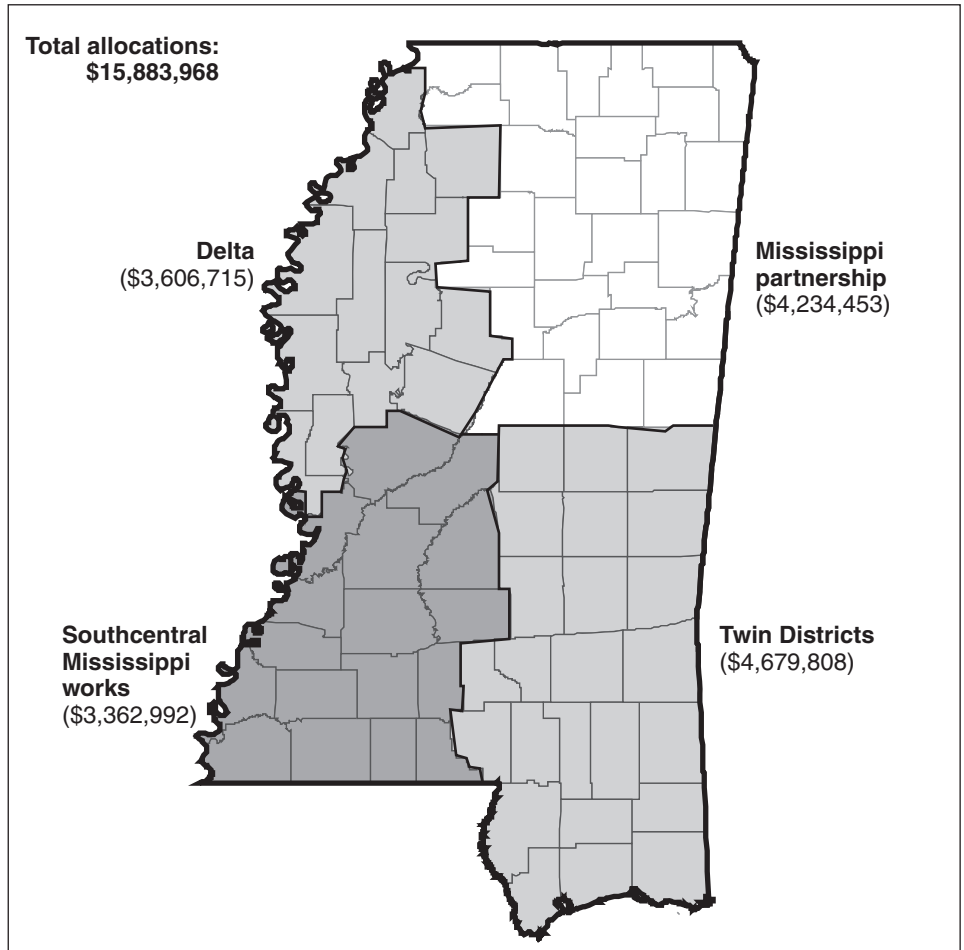 Total allocations:
$15,883,968
Delta
($3,606,715)
Mississippi
partnership
($4,234,453)
Southcentral
Mississippi
works
($3,362,992)
Twin Districts
($4,679,808)